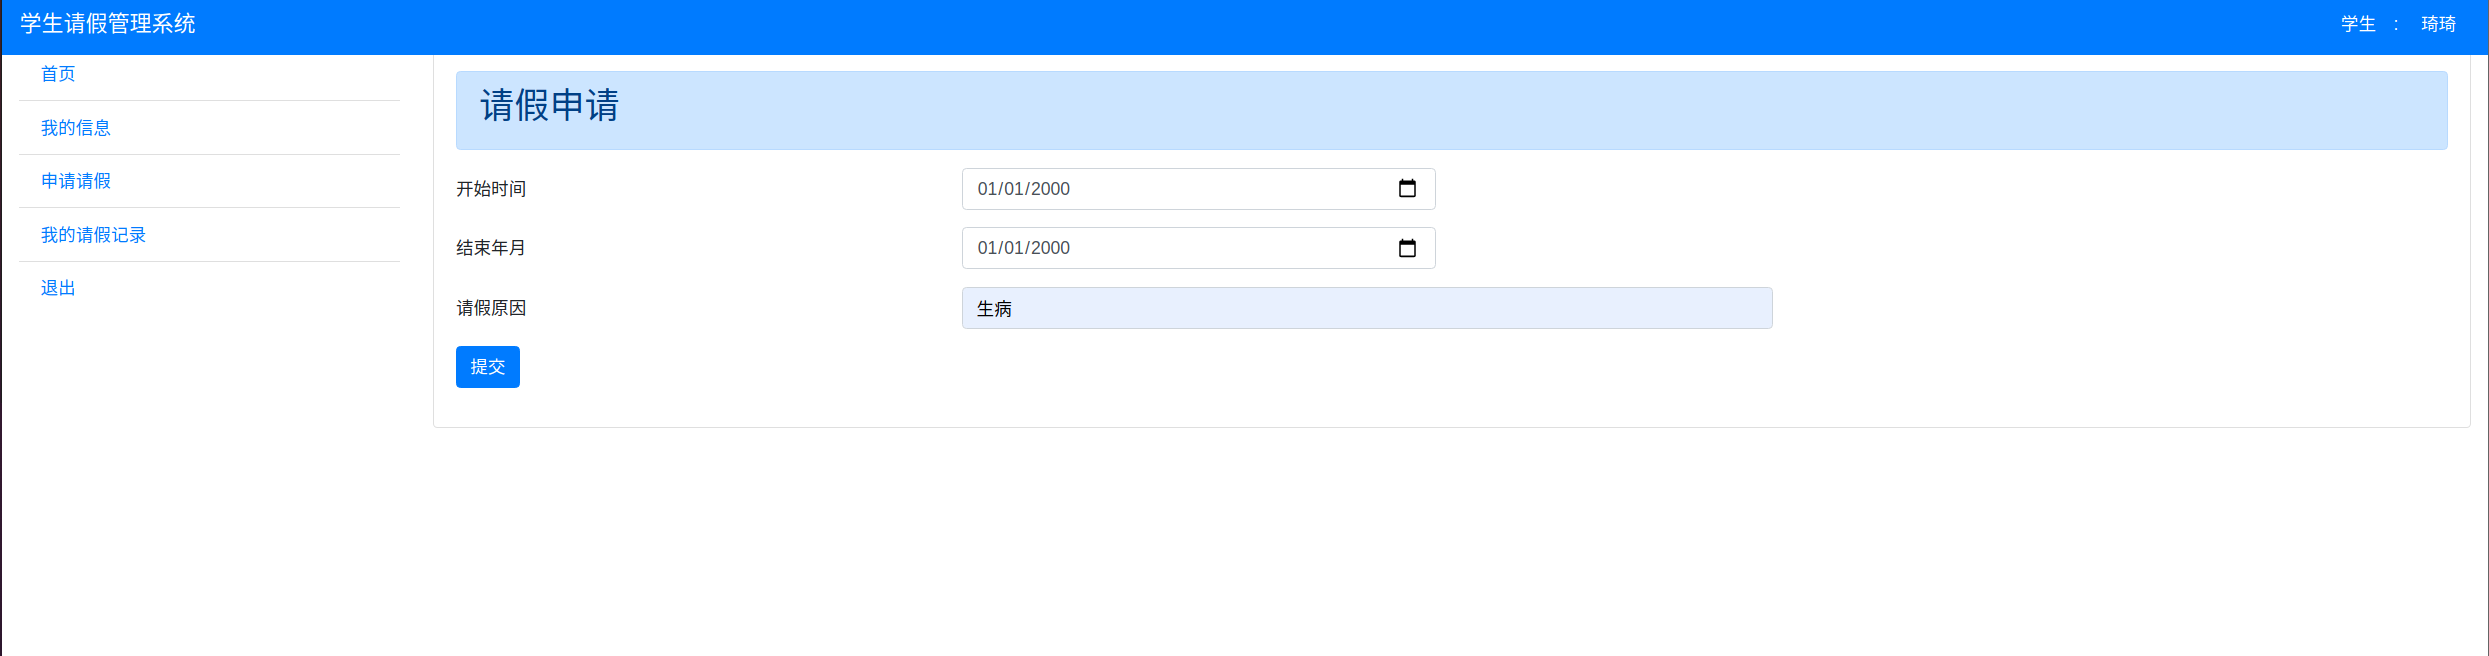 学生请假管理系统
学生 : 琦琦
首页
我的信息
申请请假
我的请假记录
退出
请假申请
开始时间
01/01/2000
结束年月
01/01/2000
请假原因
生病
提交